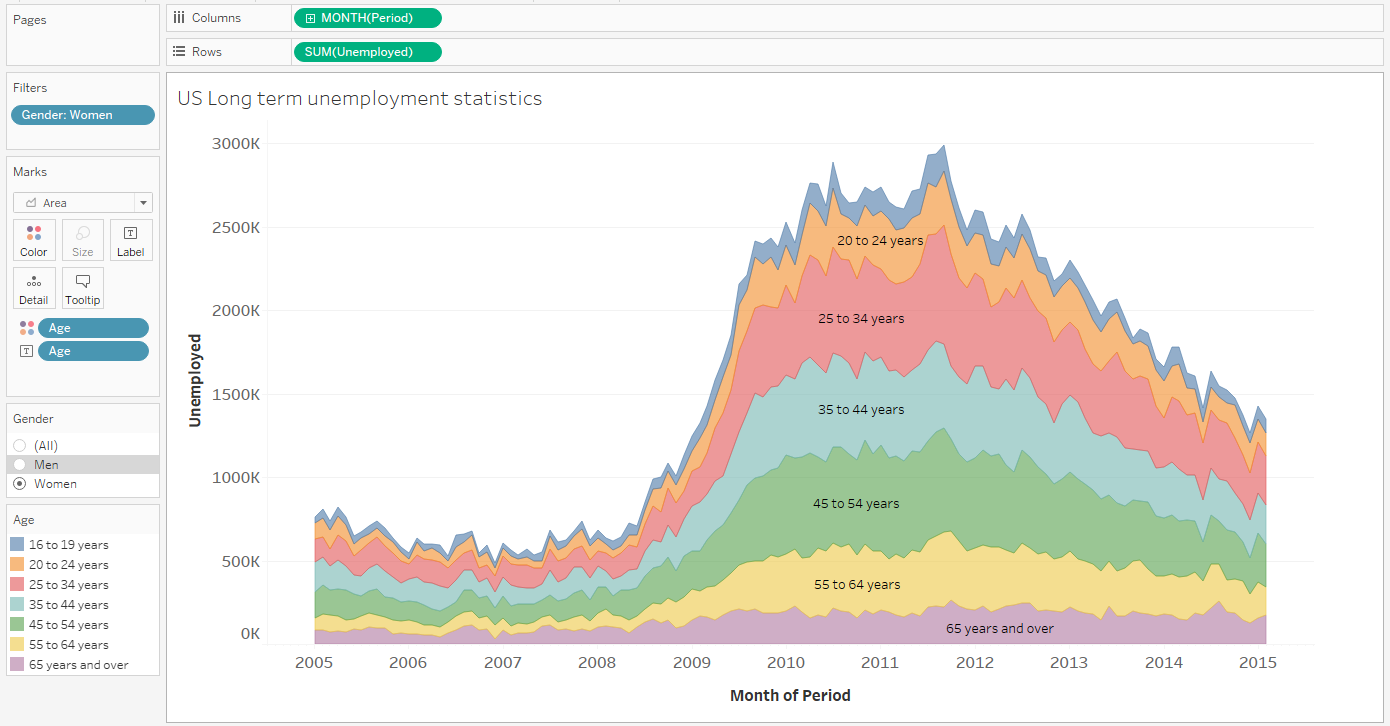 Pages
Columns
MONTH(Period)
Rows
SUM(Unemployed)
Filters
Gender: Women
Marks
Area
Color
Size
Label
Detail
Tooltip
Age
Age
Gender
(All)
Men
Women
Age
16 to 19 years
20 to 24 years
25 to 34 years
35 to 44 years
45 to 54 years
55 to 64 years
65 years and over
US Long term unemployment statistics
3000K
2500K
2000K
1500K
1000K
500K
0K
Unemployed
20 to 24 years
25 to 34 years
35 to 44 years
45 to 54 years
55 to 64 years
65 years and over
2005 2006 2007 2008 2009 2010 2011 2012 2013 2014 2015
Month of Period